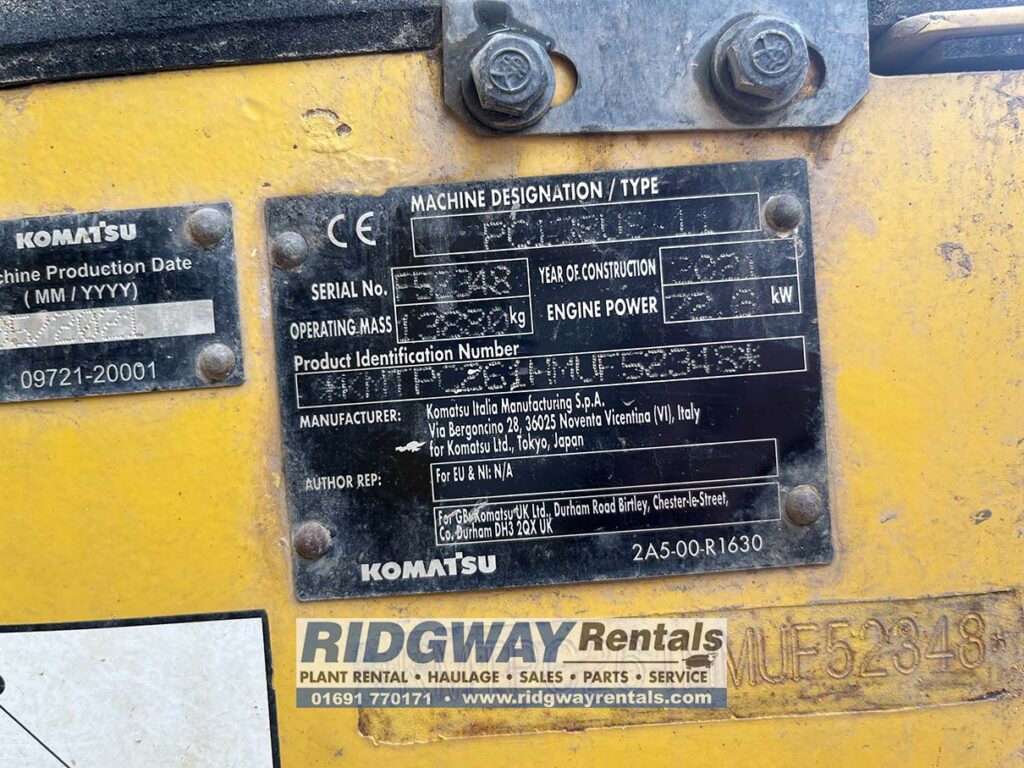 KOMATSU
chine Production Date
( MM / YYYY)
/2021
09721-20001
CE
MACHINE DESIGNATION / TYPE
PC138US-11
SERIAL No. F52348 YEAR OF CONSTRUCTION 2021
OPERATING MASS 13880 kg ENGINE POWER 72.6 kW
Product Identification Number
*KMTPC261HMUF52348*
MANUFACTURER: Komatsu Italia Manufacturing S.p.A.
Via Bergoncino 28, 36025 Noventa Vicentina (VI), Italy
for Komatsu Ltd., Tokyo, Japan
AUTHOR REP: For EU & NI: N/A
For GB: Komatsu UK Ltd., Durham Road Birtley, Chester-le-Street,
Co. Durham DH3 2QX UK
KOMATSU 2A5-00-R1630
MUF52348*
RIDGWAY Rentals
PLANT RENTAL • HAULAGE • SALES • PARTS • SERVICE
01691 770171 • www.ridgwayrentals.com